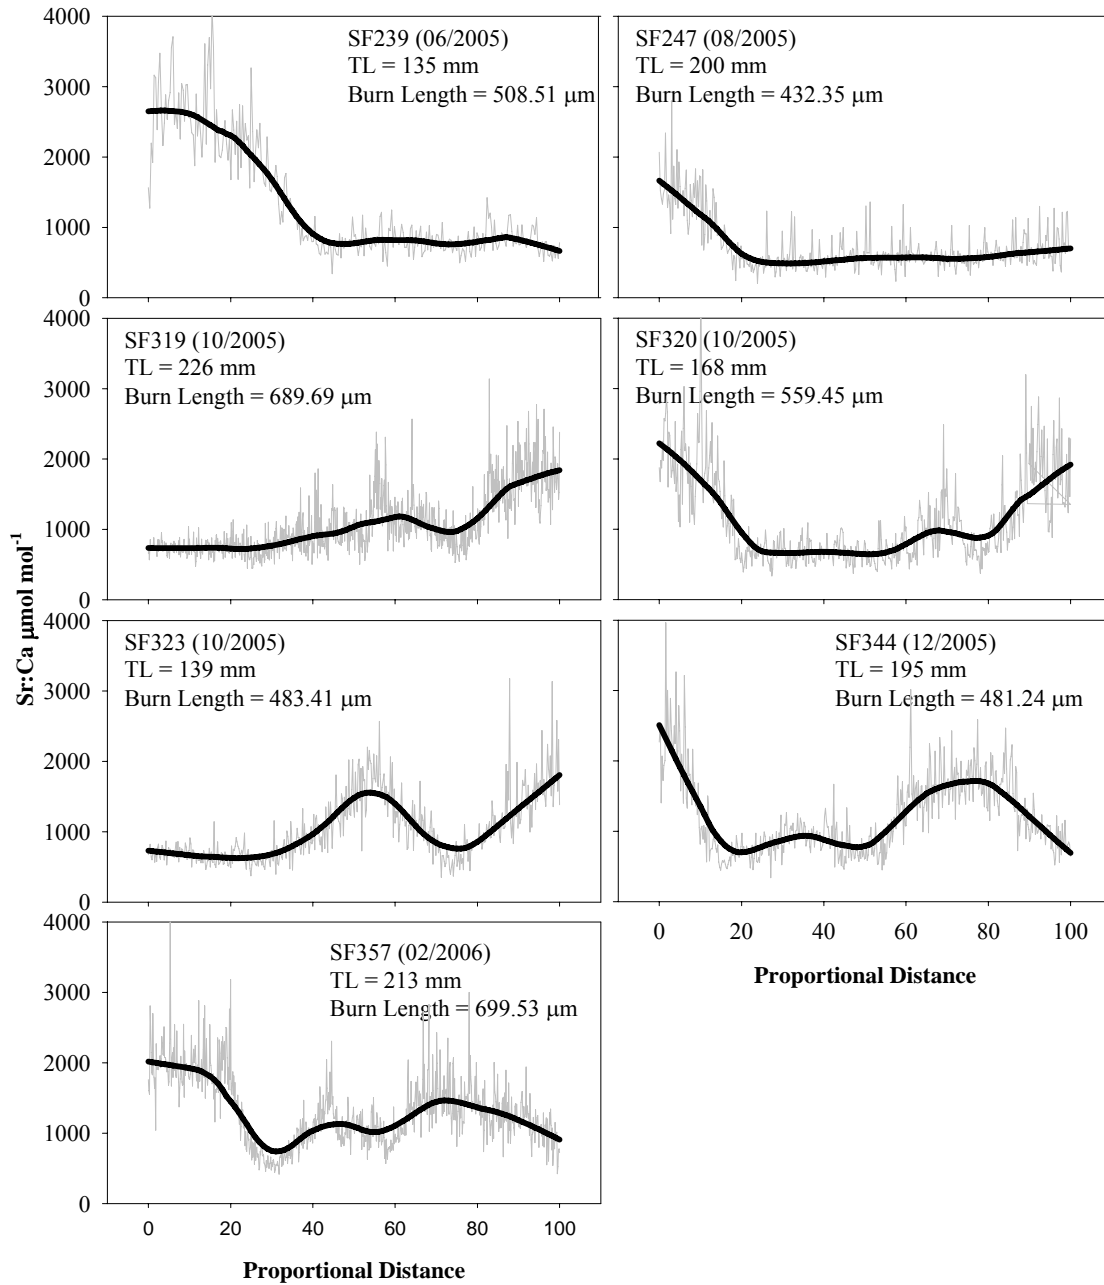 4000
3000
2000
1000
0
SF239 (06/2005)
TL = 135 mm
Burn Length = 508.51 μm
SF247 (08/2005)
TL = 200 mm
Burn Length = 432.35 μm
4000
3000
2000
1000
0
SF319 (10/2005)
TL = 226 mm
Burn Length = 689.69 μm
SF320 (10/2005)
TL = 168 mm
Burn Length = 559.45 μm
Sr:Ca μmol mol⁻¹
4000
3000
2000
1000
0
SF323 (10/2005)
TL = 139 mm
Burn Length = 483.41 μm
SF344 (12/2005)
TL = 195 mm
Burn Length = 481.24 μm
0 20 40 60 80 100
Proportional Distance
4000
3000
2000
1000
0
SF357 (02/2006)
TL = 213 mm
Burn Length = 699.53 μm
0 20 40 60 80 100
Proportional Distance